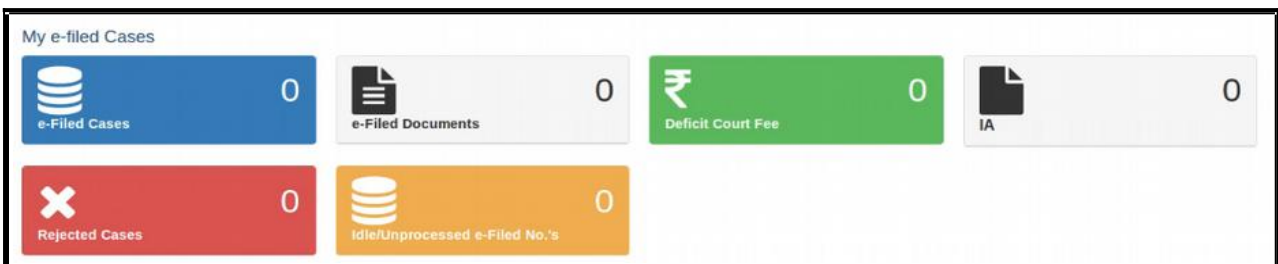 My e-filed Cases
0
e-Filed Cases
0
e-Filed Documents
₹ 0
Deficit Court Fee
0
IA
0
Rejected Cases
0
Idle/Unprocessed e-Filed No.'s